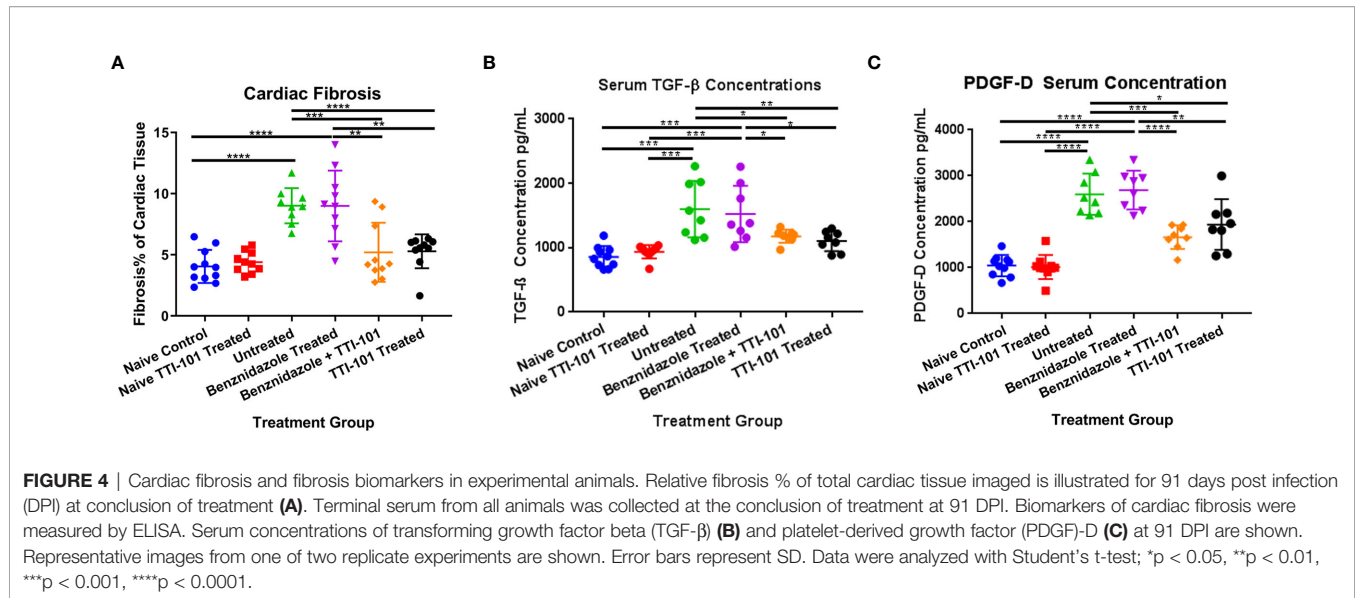 A
Cardiac Fibrosis
****
***
**
****
**
****
Fibrosis% of Cardiac Tissue
15
10
5
0
Naive Control
Naive TTI-101 Treated
Untreated
Benznidazole Treated
Benznidazole + TTI-101
TTI-101 Treated
Treatment Group
B
Serum TGF-β Concentrations
**
*
***
*
***
*
***
***
TGF-ß Concentration pg/mL
3000
2000
1000
0
Naive Control
Naive TTI-101 Treated
Untreated
Benznidazole Treated
Benznidazole + TTI-101
TTI-101 Treated
Treatment Group
C
PDGF-D Serum Concentration
*
***
****
**
****
****
****
****
PDGF-D Concentration pg/mL
4000
3000
2000
1000
0
Naive Control
Naive TTI-101 Treated
Untreated
Benznidazole Treated
Benznidazole + TTI-101
TTI-101 Treated
Treatment Group
FIGURE 4 | Cardiac fibrosis and fibrosis biomarkers in experimental animals. Relative fibrosis % of total cardiac tissue imaged is illustrated for 91 days post infection
(DPI) at conclusion of treatment (A). Terminal serum from all animals was collected at the conclusion of treatment at 91 DPI. Biomarkers of cardiac fibrosis were
measured by ELISA. Serum concentrations of transforming growth factor beta (TGF-β) (B) and platelet-derived growth factor (PDGF)-D (C) at 91 DPI are shown.
Representative images from one of two replicate experiments are shown. Error bars represent SD. Data were analyzed with Student's t-test; *p < 0.05, **p < 0.01,
***p < 0.001, ****p < 0.0001.